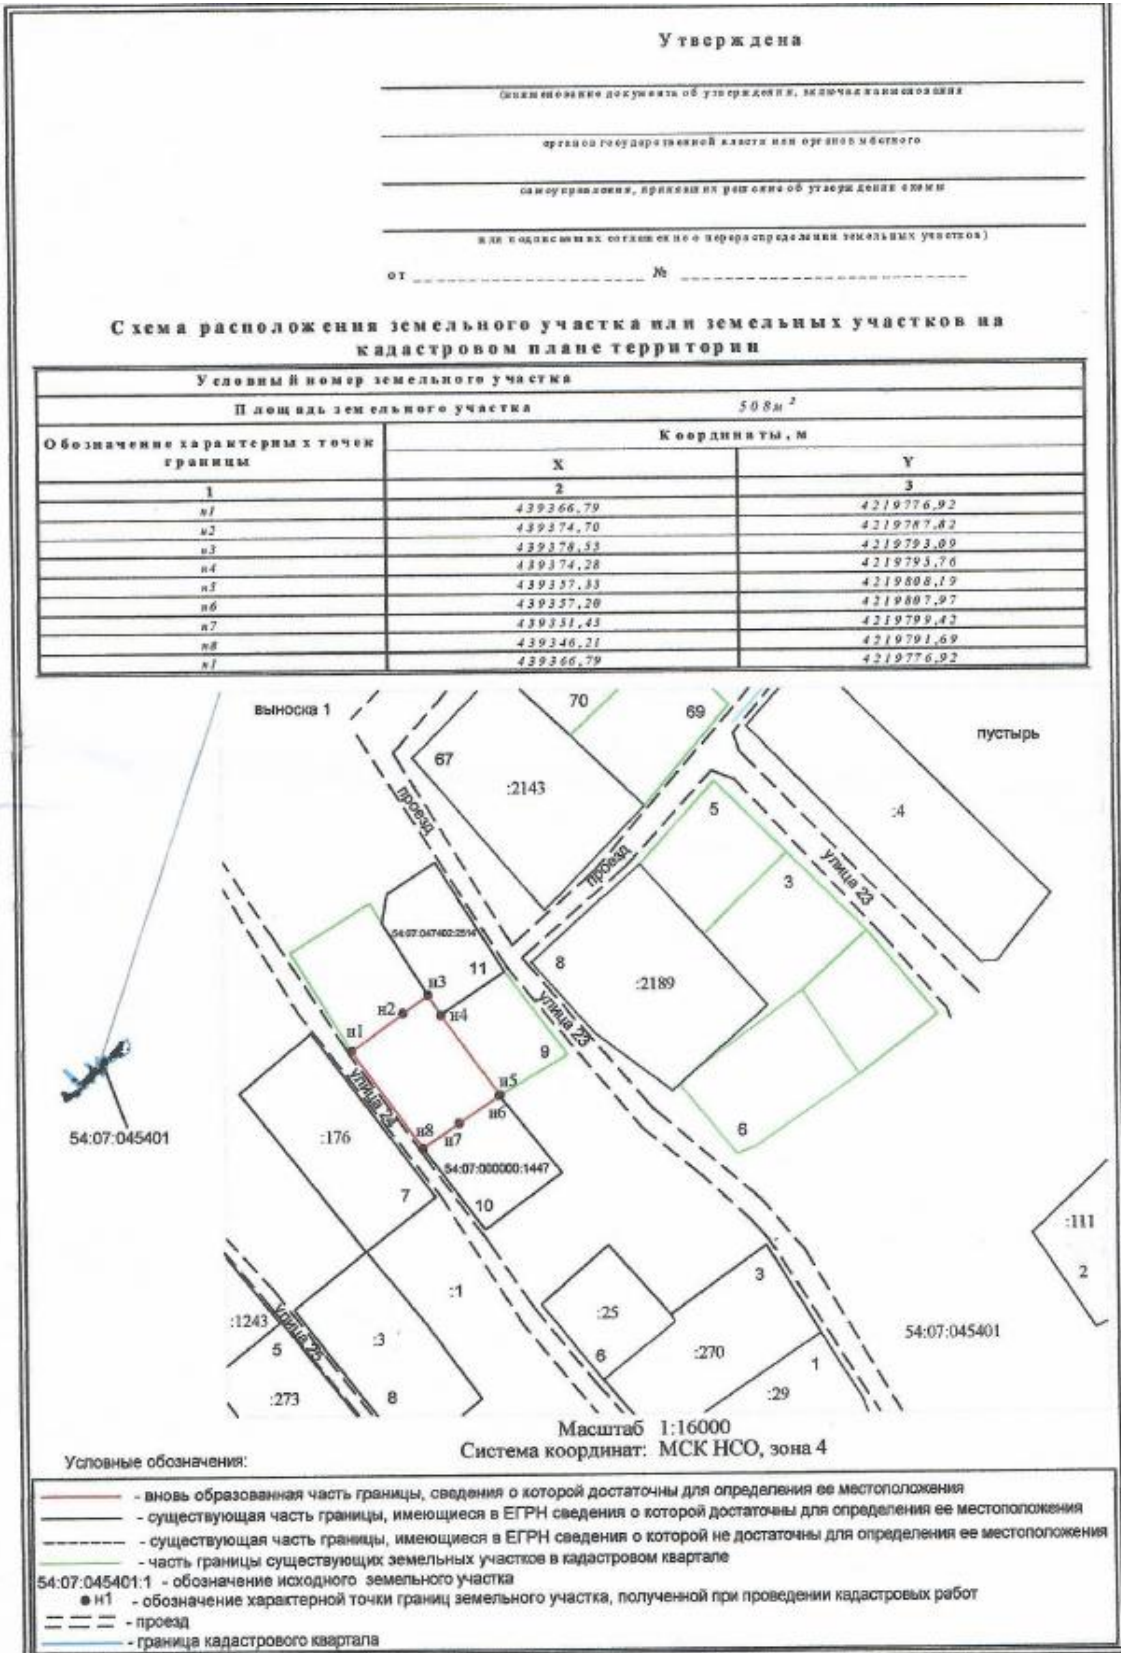 Утверждена
(наименование документа об утверждении, включая наименования
органов государственной власти или органов местного
самоуправления, принявших решение об утверждении схемы
или подписавших соглашение о перераспределении земельных участков)
от № 
Схема расположения земельного участка или земельных участков на
кадастровом плане территории
Условный номер земельного участка
Площадь земельного участка 508м²
Обозначение характерных точек границы Координаты, м
X Y
1 2 3
н1 439366,79 4219776,92
н2 439374,70 4219787,82
н3 439378,53 4219793,09
н4 439374,28 4219795,76
н5 439357,33 4219808,19
н6 439357,20 4219807,97
н7 439351,43 4219799,42
н8 439346,21 4219791,69
н1 439366,79 4219776,92
выноска 1
70
69
пустырь
67
:2143
:4
5
проезд
проезд
3
улица 23
54:07:047402:2514
11
8
:2189
н3
н2
н4
н1
улица 23
9
н5
н6
улица 24
54:07:045401
:176
н8
н7
6
54:07:000000:1447
7
10
:111
2
:1
3
:25
:1243
улица 25
:3
54:07:045401
5
6
:270
1
:273
8
:29
Масштаб 1:16000
Система координат: МСК НСО, зона 4
Условные обозначения:
- вновь образованная часть границы, сведения о которой достаточны для определения ее местоположения
- существующая часть границы, имеющиеся в ЕГРН сведения о которой достаточны для определения ее местоположения
- существующая часть границы, имеющиеся в ЕГРН сведения о которой не достаточны для определения ее местоположения
- часть границы существующих земельных участков в кадастровом квартале
54:07:045401:1 - обозначение исходного земельного участка
н1 - обозначение характерной точки границ земельного участка, полученной при проведении кадастровых работ
- проезд
- граница кадастрового квартала